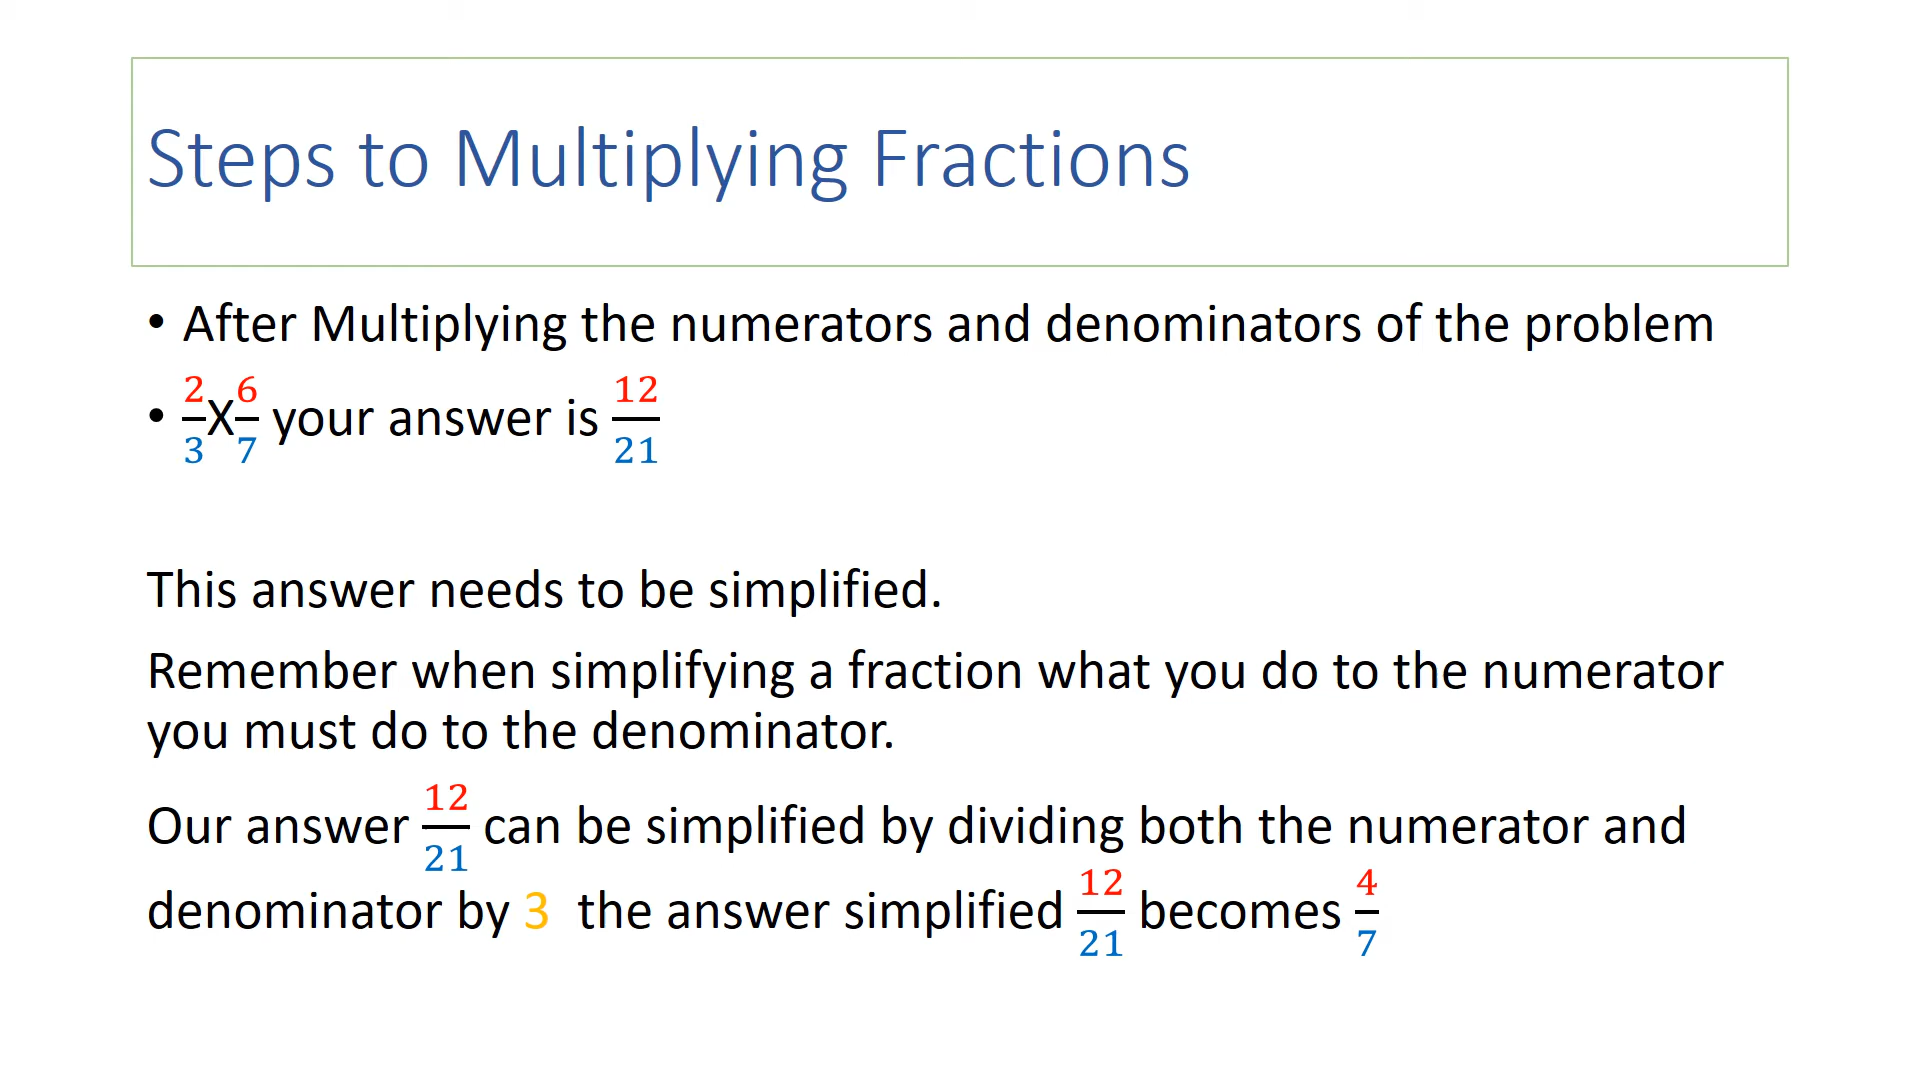 Steps to Multiplying Fractions
• After Multiplying the numerators and denominators of the problem
• 2/3X6/7 your answer is 12/21
This answer needs to be simplified.
Remember when simplifying a fraction what you do to the numerator
you must do to the denominator.
Our answer 12/21 can be simplified by dividing both the numerator and
denominator by 3 the answer simplified 12/21 becomes 4/7